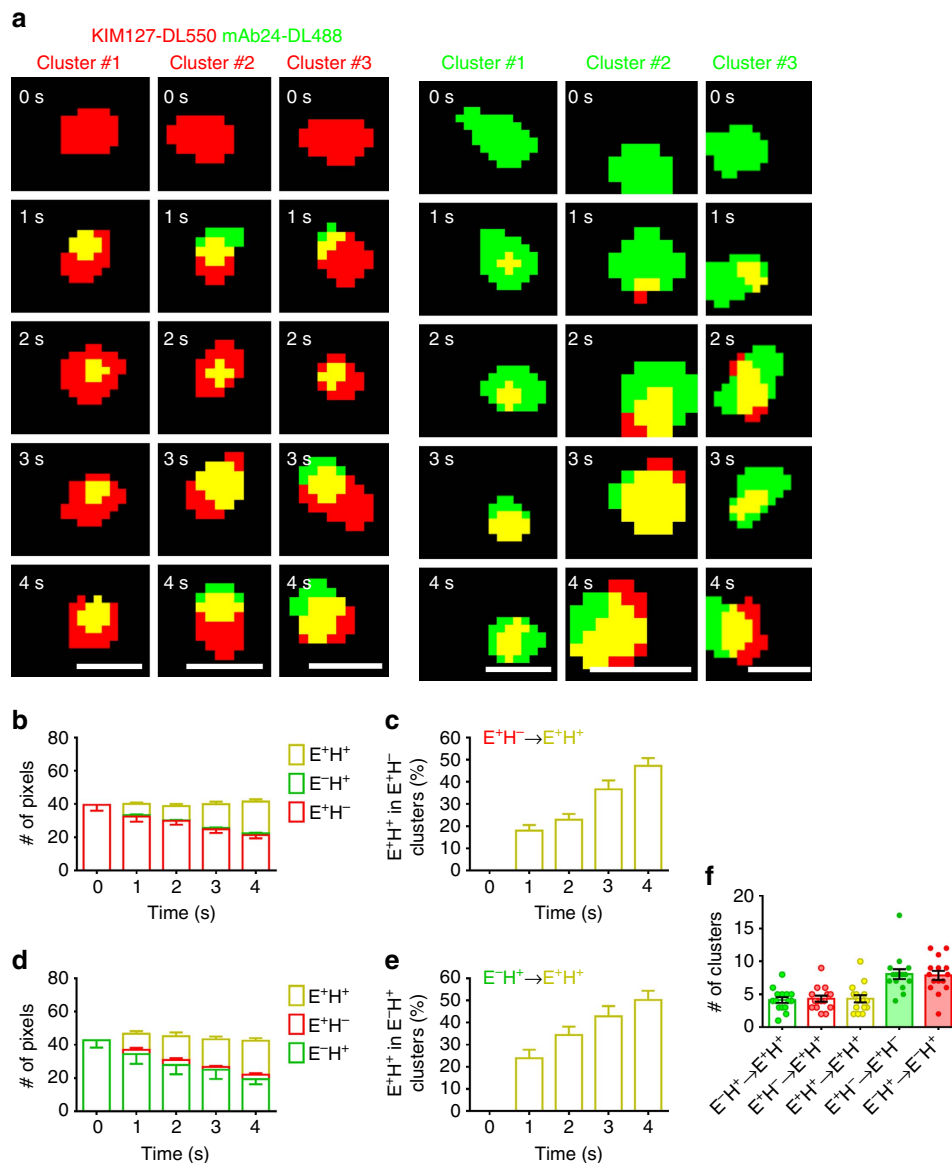 a
KIM127-DL550 mAb24-DL488
Cluster #1 Cluster #2 Cluster #3 Cluster #1 Cluster #2 Cluster #3
0 s 0 s 0 s 0 s 0 s 0 s
1 s 1 s 1 s 1 s 1 s 1 s
2 s 2 s 2 s 2 s 2 s 2 s
3 s 3 s 3 s 3 s 3 s 3 s
4 s 4 s 4 s 4 s 4 s 4 s
b
# of pixels
80
60
40
20
0
0 1 2 3 4
Time (s)
E⁺H⁺
E⁻H⁺
E⁺H⁻
c
E⁺H⁻→E⁺H⁺
E⁺H⁺ in E⁺H⁻
clusters (%)
60
50
40
30
20
10
0
0 1 2 3 4
Time (s)
d
# of pixels
80
60
40
20
0
0 1 2 3 4
Time (s)
E⁺H⁺
E⁺H⁻
E⁻H⁺
e
E⁻H⁺→E⁺H⁺
E⁺H⁺ in E⁻H⁺
clusters (%)
60
50
40
30
20
10
0
0 1 2 3 4
Time (s)
f
# of clusters
20
15
10
5
0
E⁻H⁺→E⁺H⁺
E⁺H⁻→E⁺H⁺
E⁺H⁺→E⁺H⁺
E⁺H⁻→E⁺H⁻
E⁻H⁺→E⁻H⁺